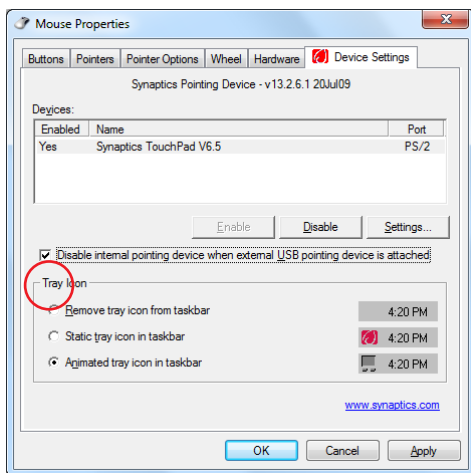 Mouse Properties
Buttons Pointers Pointer Options Wheel Hardware Device Settings
Synaptics Pointing Device - v13.2.6.1 20Jul09
Devices:
Enabled Name Port
Yes Synaptics TouchPad V6.5 PS/2
Enable Disable Settings...
Disable internal pointing device when external USB pointing device is attached
Tray Icon
Remove tray icon from taskbar 4:20 PM
Static tray icon in taskbar 4:20 PM
Animated tray icon in taskbar 4:20 PM
www.synaptics.com
OK Cancel Apply